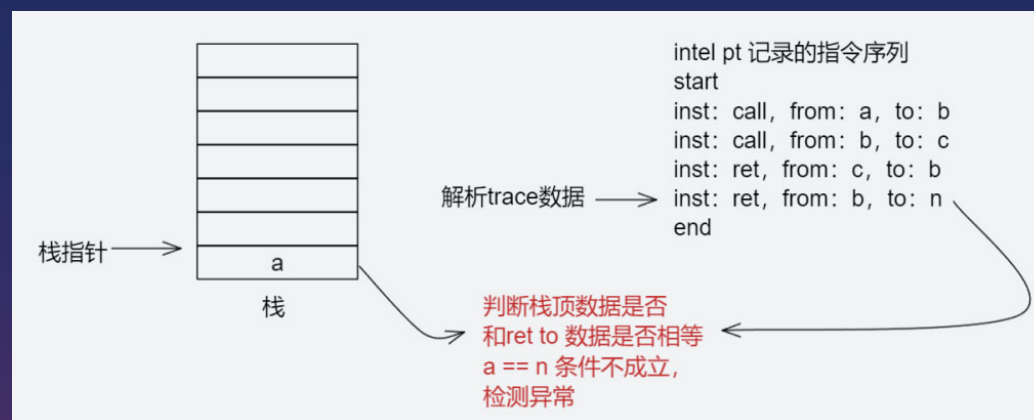 intel pt 记录的指令序列
start
inst: call, from: a, to: b
inst: call, from: b, to: c
inst: ret, from: c, to: b
解析trace数据
inst: ret, from: b, to: n
end
栈指针
a
栈
判断栈顶数据是否
和ret to 数据是否相等
a == n 条件不成立,
检测异常